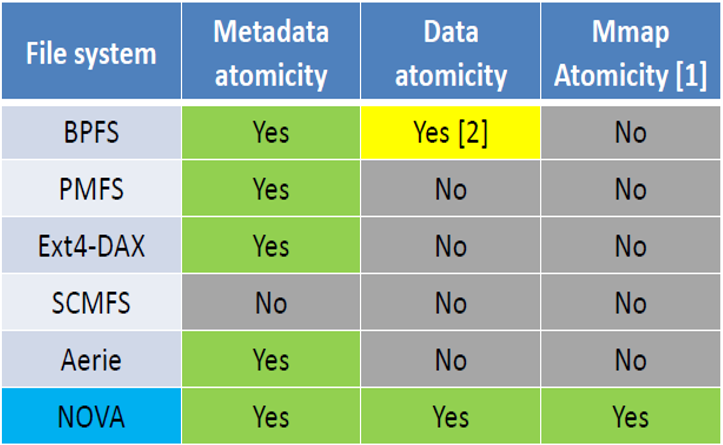 File system Metadata atomicity Data atomicity Mmap Atomicity [1]
BPFS Yes Yes [2] No
PMFS Yes No No
Ext4-DAX Yes No No
SCMFS No No No
Aerie Yes No No
NOVA Yes Yes Yes